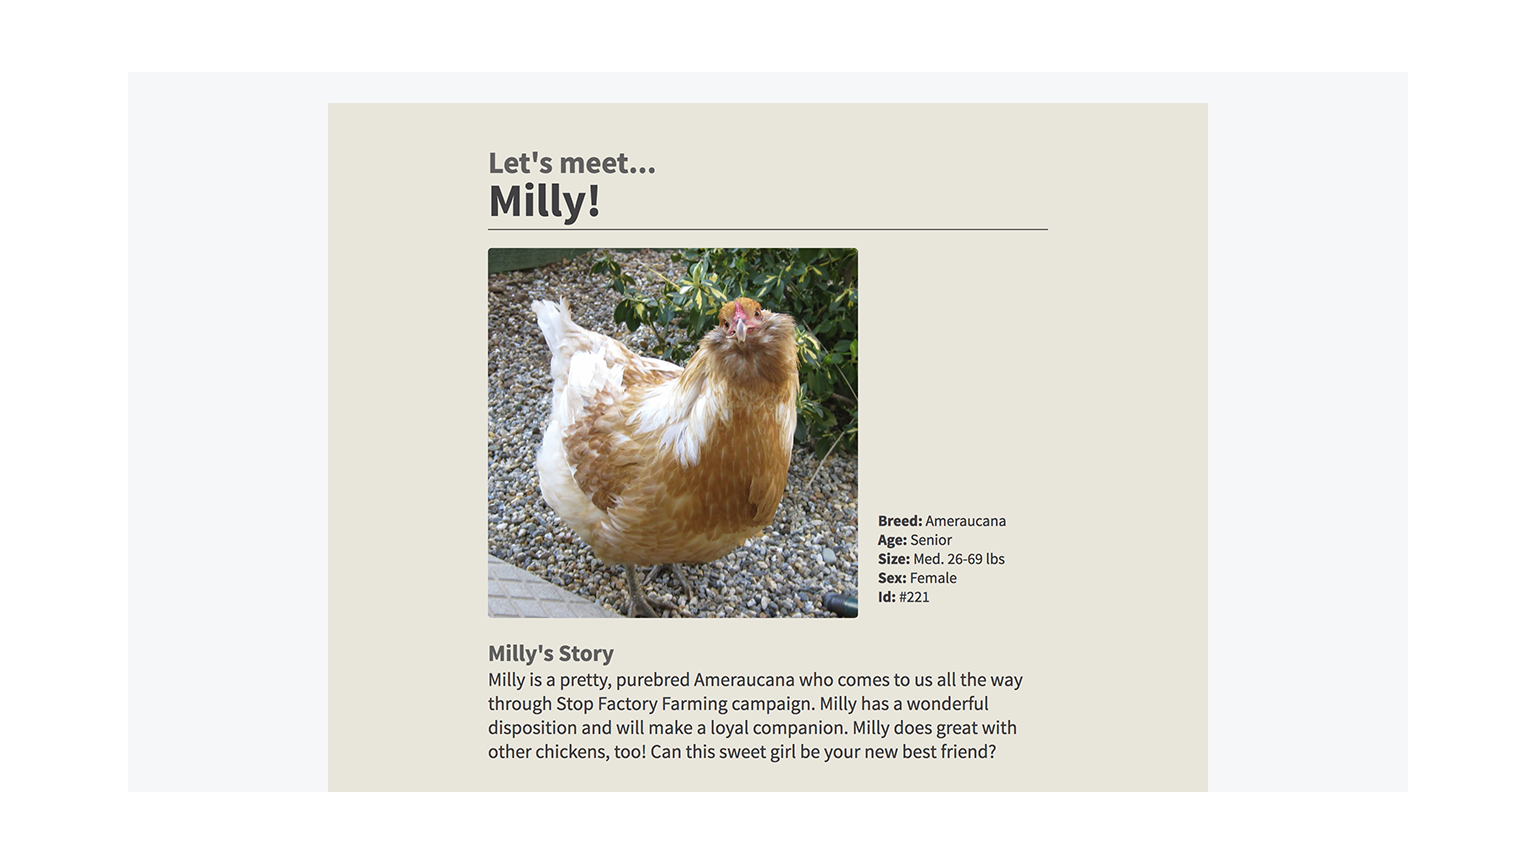 Let's meet...
Milly!
Breed: Ameraucana
Age: Senior
Size: Med. 26-69 lbs
Sex: Female
Id: #221
Milly's Story
Milly is a pretty, purebred Ameraucana who comes to us all the way
through Stop Factory Farming campaign. Milly has a wonderful
disposition and will make a loyal companion. Milly does great with
other chickens, too! Can this sweet girl be your new best friend?